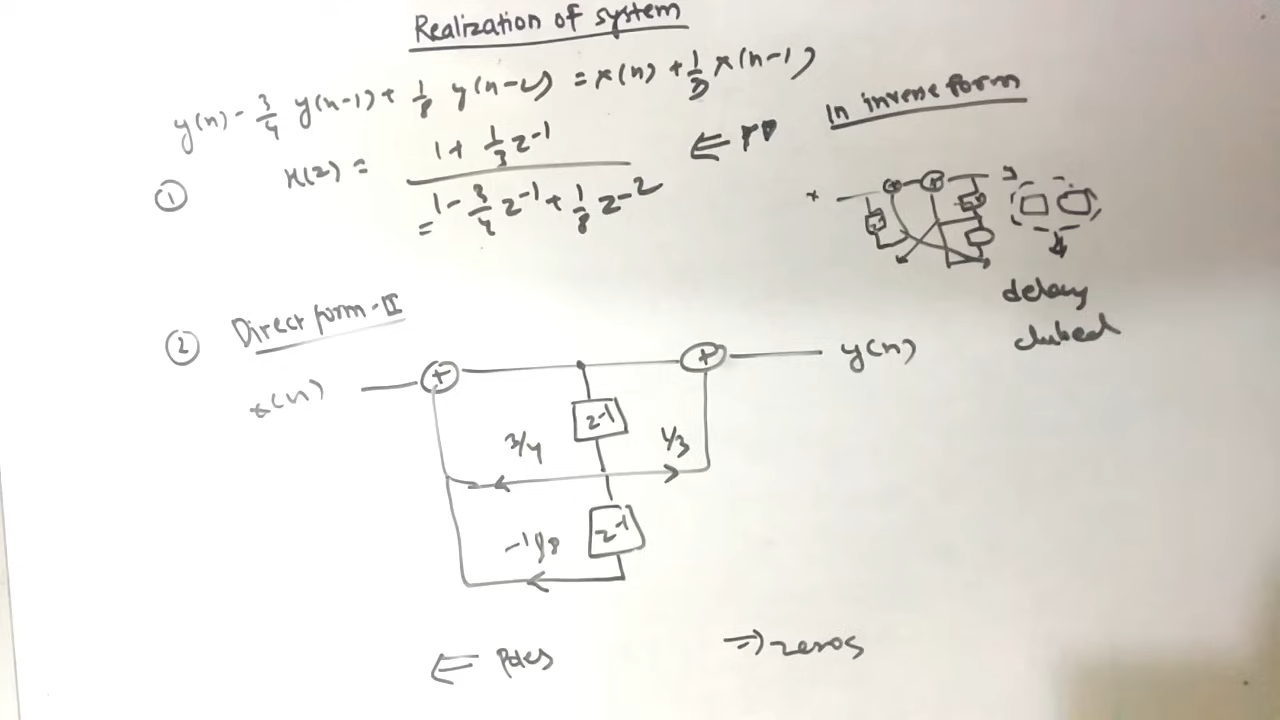 Realization of system
y(n) - 3/4 y(n-1) + 1/8 y(n-2) = x(n) + 1/3 x(n-1)
① H(z) = (1 + 1/3 z^-1) / (1 - 3/4 z^-1 + 1/8 z^-2) ⇐
=
In inverse form
x + + y
delay
clubed
② Direct form-II
x(n) + + y(n)
z^-1
3/4 1/3
-1/8 z^-1
⇐ Poles ⇒ zeros